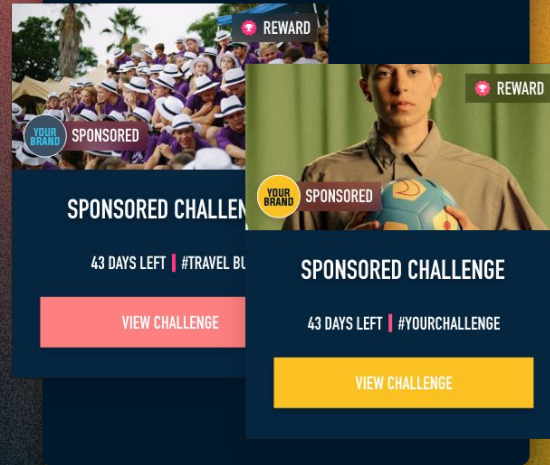 REWARD
YOUR
BRAND
SPONSORED
SPONSORED CHALLEN
43 DAYS LEFT | #TRAVEL BU
VIEW CHALLENGE
REWARD
YOUR
BRAND
SPONSORED
SPONSORED CHALLENGE
43 DAYS LEFT | #YOURCHALLENGE
VIEW CHALLENGE